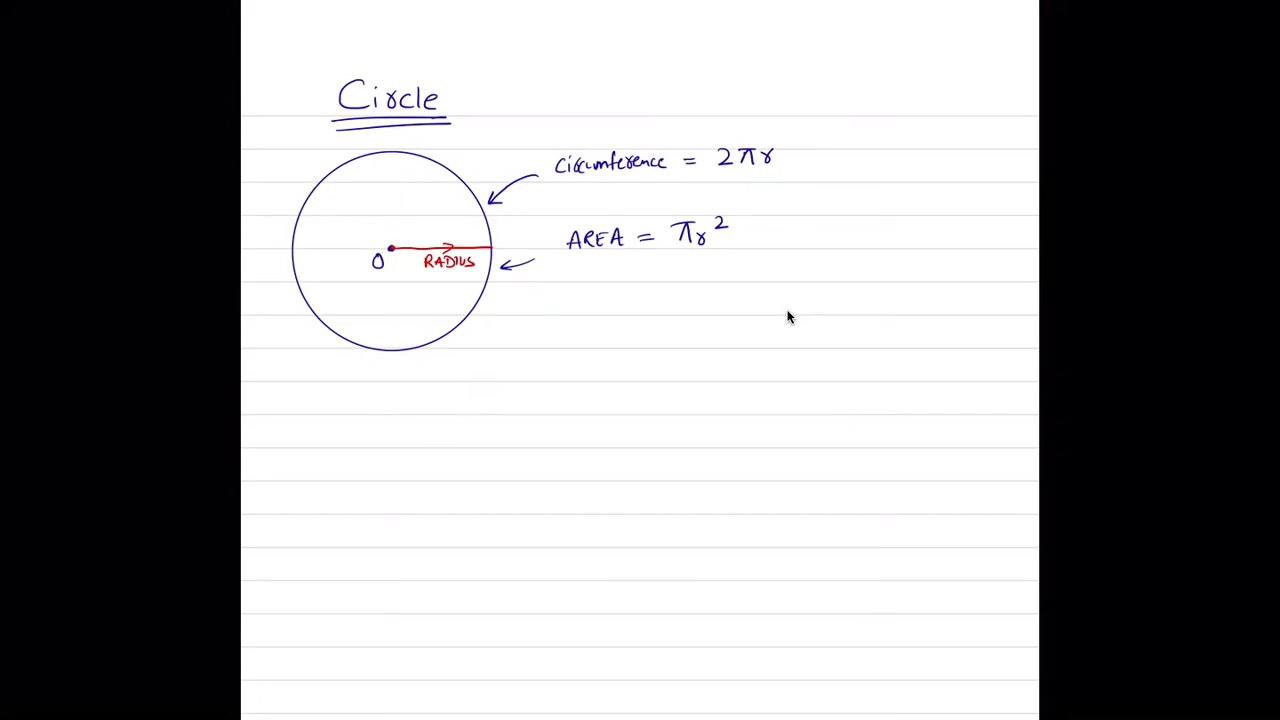 Circle
Circumference = 2πr
AREA = πr²
O
RADIUS